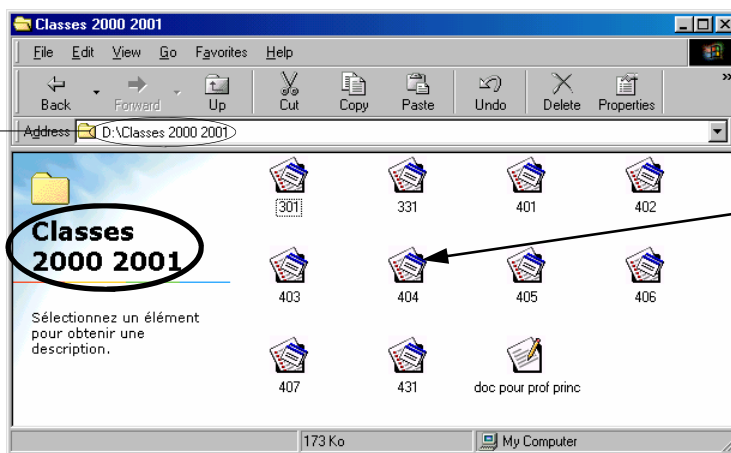 Classes 2000 2001
File Edit View Go Favorites Help
Back Forward Up Cut Copy Paste Undo Delete Properties »
Address D:\Classes 2000 2001
Classes
2000 2001
Sélectionnez un élément
pour obtenir une
description.
301 331 401 402
403 404 405 406
407 431 doc pour prof princ
173 Ko My Computer